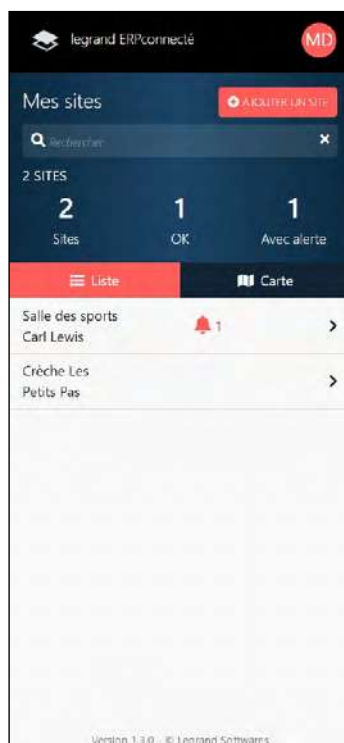 legrand ERPconnecté
MD
Mes sites
AJOUTER UN SITE
Rechercher
2 SITES
2
1
1
Sites
OK
Avec alerte
Liste
Carte
Salle des sports
Carl Lewis
1
Crèche Les
Petits Pas
Version 1.3.0 - © Legrand Softwares